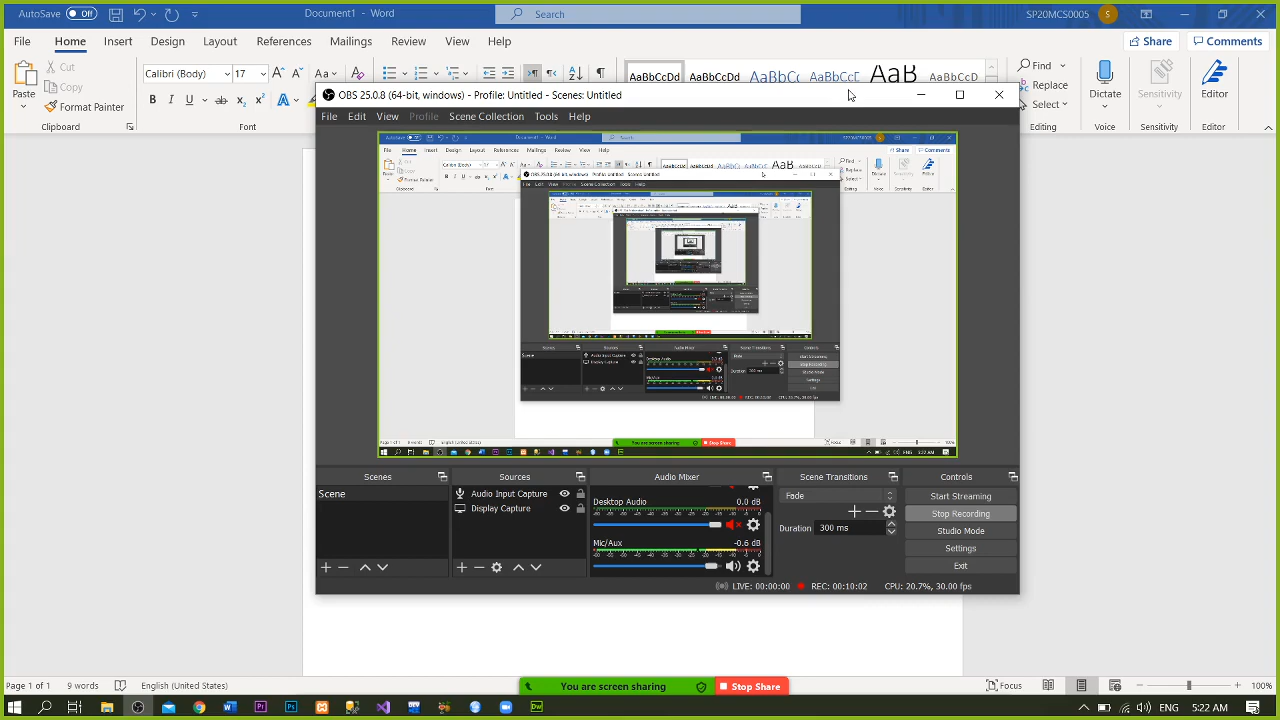 AutoSave Off Document1 - Word Search SP20MCS0005 S
File Home Insert Design Layout References Mailings Review View Help Share Comments
Cut
Copy
Format Painter
Paste
Clipboard
Calibri (Body)
Font
AaBbCcDd AaBbCcDd AaBbCc AaBbCcE AaB AaBbCcD
Find
Replace
Select
Editing
Dictate
Voice
Sensitivity
Sensitivity
Editor
Editor
OBS 25.0.8 (64-bit, windows) - Profile: Untitled - Scenes: Untitled
File Edit View Profile Scene Collection Tools Help
Scenes Sources Audio Mixer Scene Transitions Controls
Scene
Audio Input Capture
Display Capture
Desktop Audio 0.0 dB
Mic/Aux -0.6 dB
Fade
Duration 300 ms
Start Streaming
Stop Recording
Studio Mode
Settings
Exit
LIVE: 00:00:00 REC: 00:10:02 CPU: 20.7%, 30.00 fps
Page 1 of 1 9 words English (United States) You are screen sharing Stop Share Focus 100%
ENG 5:22 AM